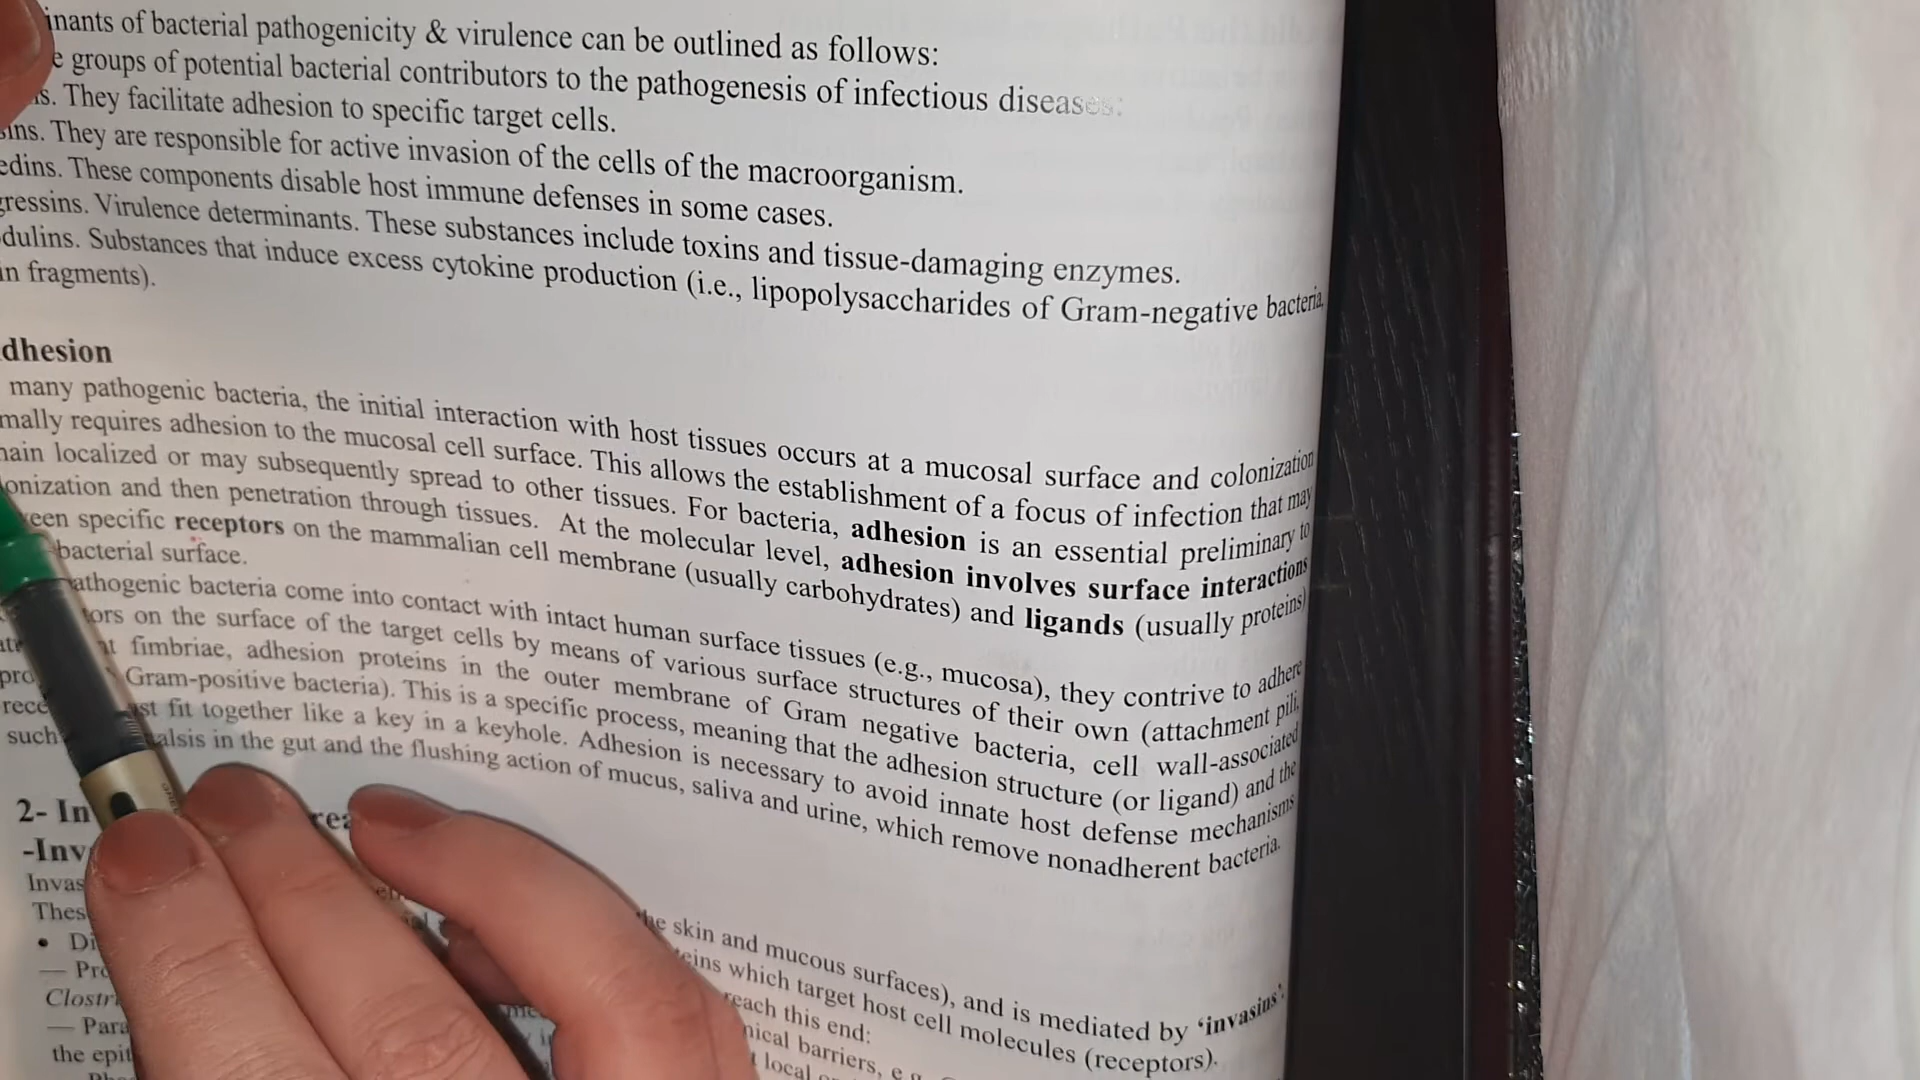 of bacterial pathogenicity & virulence can be outlined as follows:
groups of potential bacterial contributors to the pathogenesis of infectious diseases:
They facilitate adhesion to specific target cells.
They are responsible for active invasion of the cells of the macroorganism.
These components disable host immune defenses in some cases.
Virulence determinants. These substances include toxins and tissue-damaging enzymes.
Substances that induce excess cytokine production (i.e., lipopolysaccharides of Gram-negative bacteria,
fragments).
dhesion
many pathogenic bacteria, the initial interaction with host tissues occurs at a mucosal surface and colonization
mally requires adhesion to the mucosal cell surface. This allows the establishment of a focus of infection that may
localized or may subsequently spread to other tissues. For bacteria, adhesion is an essential preliminary to
onization and then penetration through tissues. At the molecular level, adhesion involves surface interactions
specific receptors on the mammalian cell membrane (usually carbohydrates) and ligands (usually proteins)
bacterial surface.
athogenic bacteria come into contact with intact human surface tissues (e.g., mucosa), they contrive to adhere
ors on the surface of the target cells by means of various surface structures of their own (attachment pili,
fimbriae, adhesion proteins in the outer membrane of Gram negative bacteria, cell wall-associated
pro Gram-positive bacteria). This is a specific process, meaning that the adhesion structure (or ligand) and the
rece fit together like a key in a keyhole. Adhesion is necessary to avoid innate host defense mechanisms
such alsis in the gut and the flushing action of mucus, saliva and urine, which remove nonadherent bacteria.
2- In
-Inv
Invas the skin and mucous surfaces), and is mediated by ‘invasins’.
Thes which target host cell molecules (receptors).
• Di reach this end:
— Pro barriers, e.g.
Clostr local
— Para
the epit